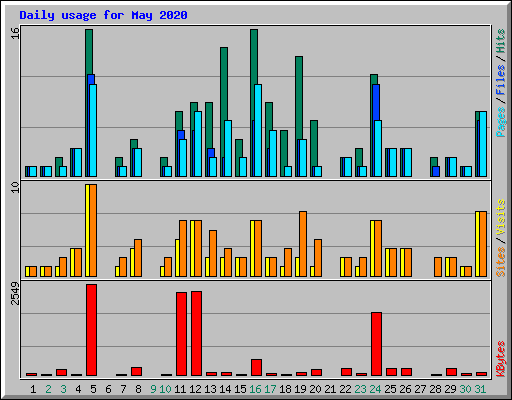 Daily usage for May 2020
16
Pages / Files / Hits
10
Sites / Visits
2549
KBytes
1 2 3 4 5 6 7 8 9 10 11 12 13 14 15 16 17 18 19 20 21 22 23 24 25 26 27 28 29 30 31